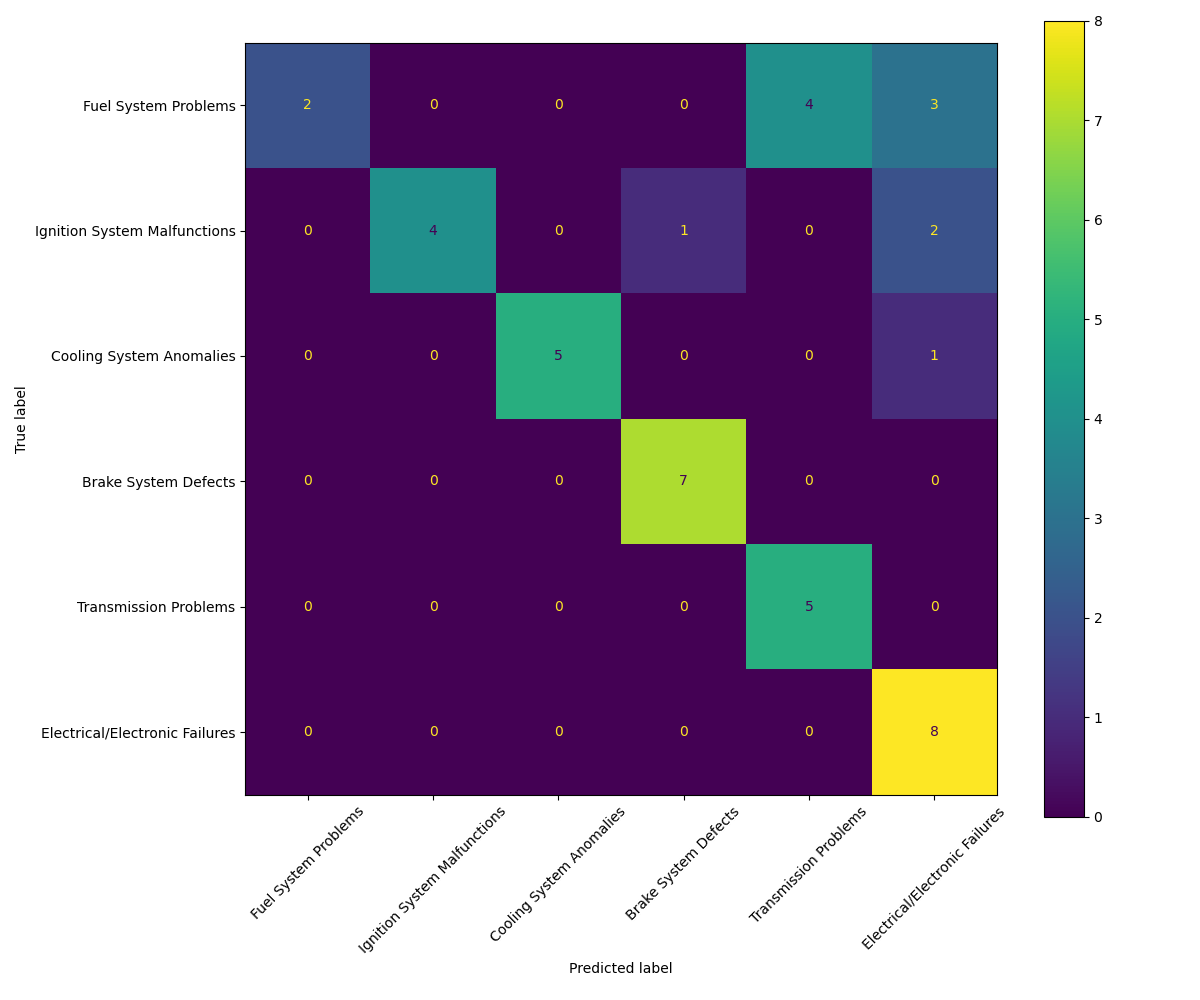 8
Fuel System Problems 2 0 0 0 4 3
7
Ignition System Malfunctions 0 4 0 1 0 2
6
Cooling System Anomalies 0 0 5 0 0 1
5
4
True label
Brake System Defects 0 0 0 7 0 0
3
Transmission Problems 0 0 0 0 5 0
2
Electrical/Electronic Failures 0 0 0 0 0 8
1
0
Fuel System Problems
Ignition System Malfunctions
Cooling System Anomalies
Brake System Defects
Transmission Problems
Electrical/Electronic Failures
Predicted label